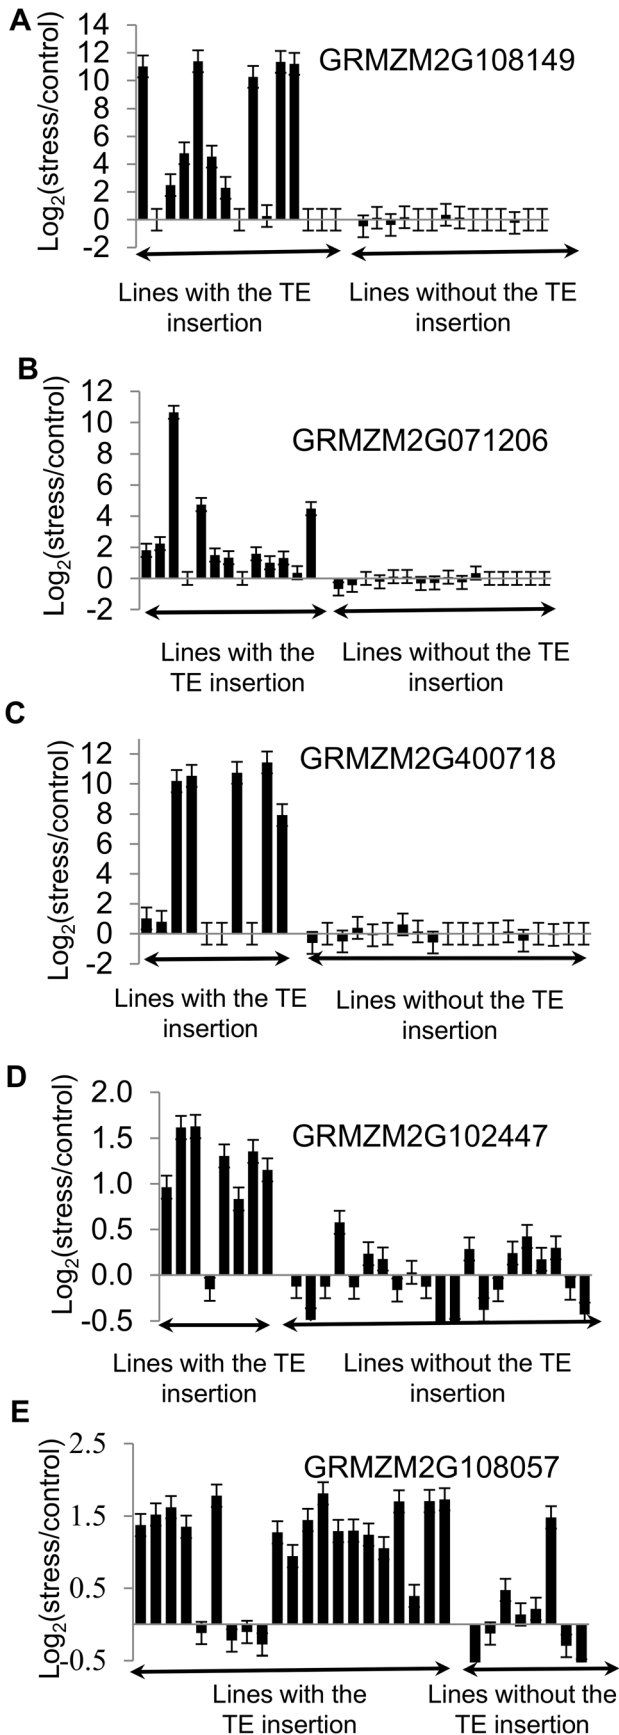 A
Log2(stress/control)
14
12
10
8
6
4
2
0
-2
GRMZM2G108149
Lines with the TE
insertion
Lines without the TE
insertion
B
Log2(stress/control)
12
10
8
6
4
2
0
-2
GRMZM2G071206
Lines with the
TE insertion
Lines without the TE
insertion
C
Log2(stress/control)
12
10
8
6
4
2
0
-2
GRMZM2G400718
Lines with the TE
insertion
Lines without the TE
insertion
D
Log2(stress/control)
2.0
1.5
1.0
0.5
0.0
-0.5
GRMZM2G102447
Lines with the TE
insertion
Lines without the TE
insertion
E
Log2(stress/control)
2.5
1.5
0.5
-0.5
GRMZM2G108057
Lines with the
TE insertion
Lines without the
TE insertion